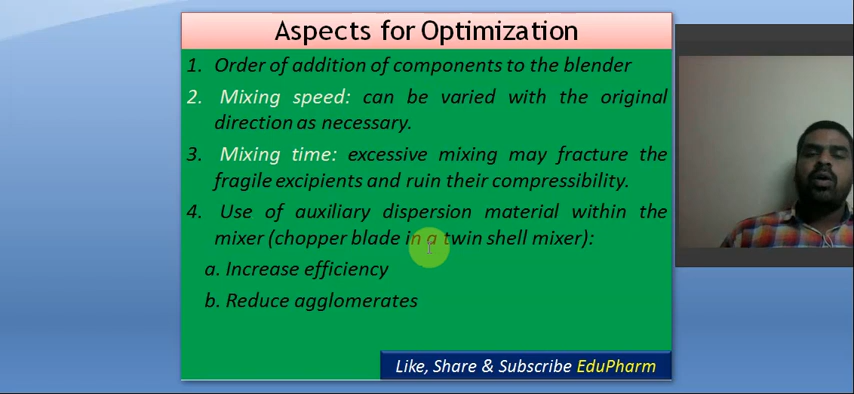 Aspects for Optimization
1. Order of addition of components to the blender
2. Mixing speed: can be varied with the original
direction as necessary.
3. Mixing time: excessive mixing may fracture the
fragile excipients and ruin their compressibility.
4. Use of auxiliary dispersion material within the
mixer (chopper blade in a twin shell mixer):
a. Increase efficiency
b. Reduce agglomerates
Like, Share & Subscribe EduPharm